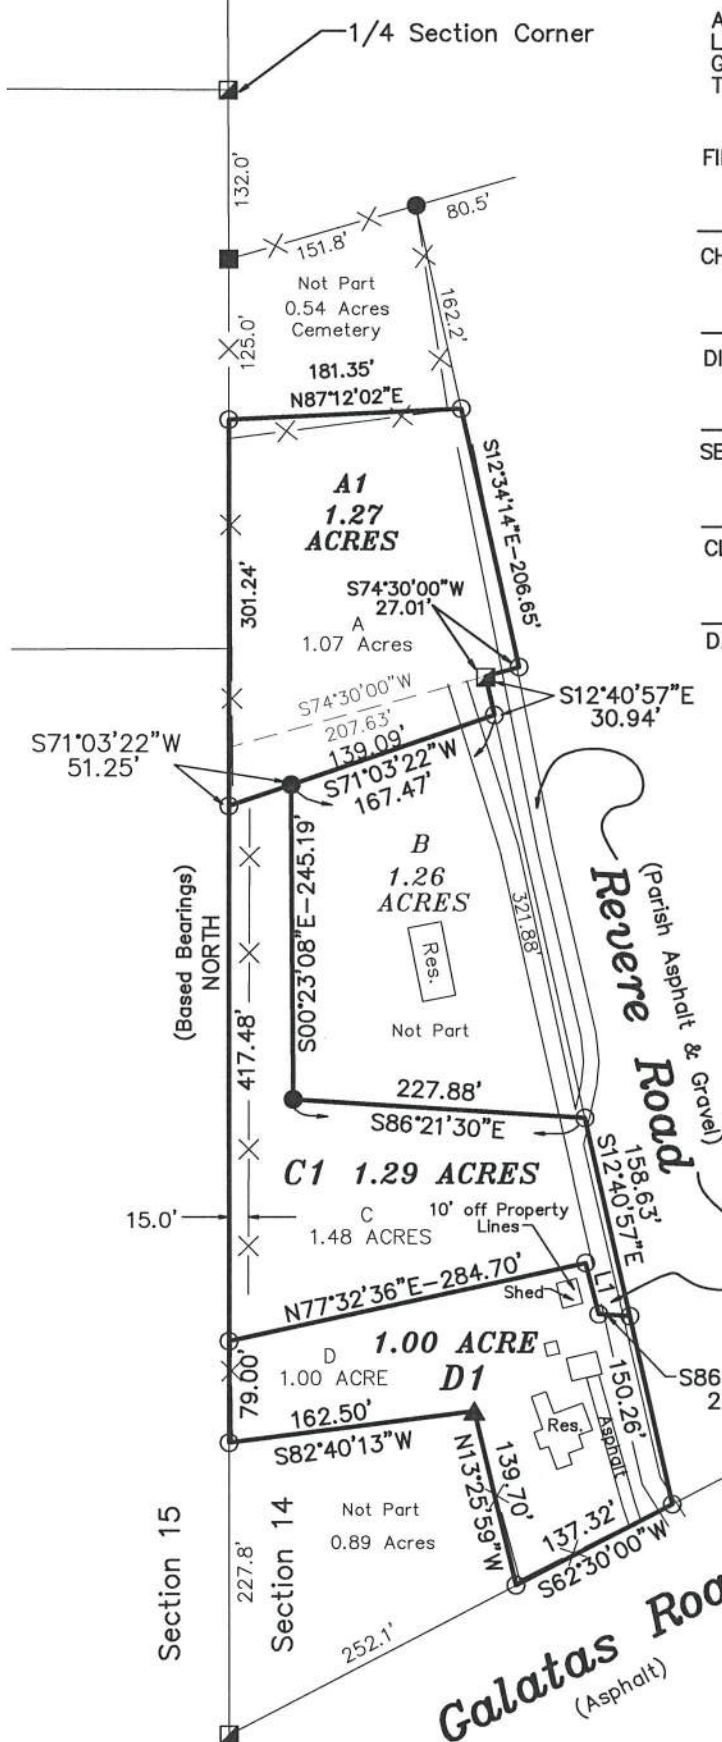 1/4 Section Corner
A
L
G
T
132.0'
FI
80.5'
151.8'
CH
Not Part
0.54 Acres
Cemetery
162.2'
125.0'
DI
181.35'
N87°12'02"E
SE
S12°34'14"E-206.65'
A1
1.27
ACRES
301.24'
CL
S74°30'00"W
27.01'
A
1.07 Acres
D
S74°30'00"W
207.63'
S12°40'57"E
30.94'
S71°03'22"W
51.25'
139.09'
S71°03'22"W
167.47'
S00°23'08"E-245.19'
B
1.26
ACRES
Res.
Not Part
321.88'
(Parish Asphalt & Gravel)
Revere Road
(Based Bearings)
NORTH
417.48'
227.88'
S86°21'30"E
158.63'
S12°40'57"E
C1 1.29 ACRES
15.0'
C
1.48 ACRES
10' off Property
Lines
N77°32'36"E-284.70'
Shed
L1
1.00 ACRE
D
1.00 ACRE
D1
79.00'
S86
2
150.26'
162.50'
S82°40'13"W
Res.
Asphalt
139.70'
N13°25'59"W
Not Part
0.89 Acres
137.32'
S62°30'00"W
Section 15
227.8'
Section 14
252.1'
Galatas Roa
(Asphalt)